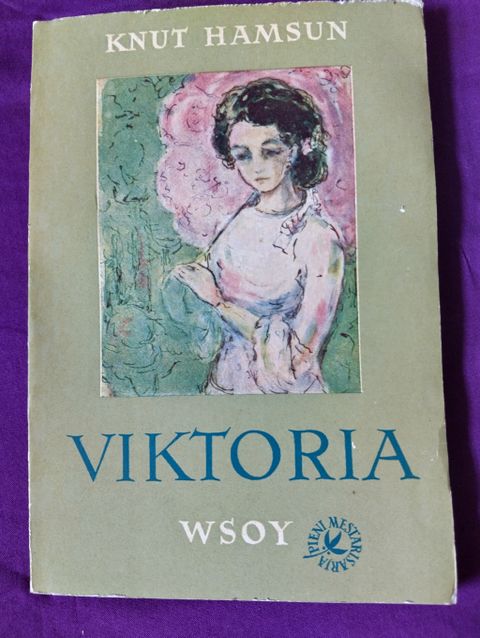 KNUT HAMSUN
VIKTORIA
WSOY
PIENI MESTARISARJA